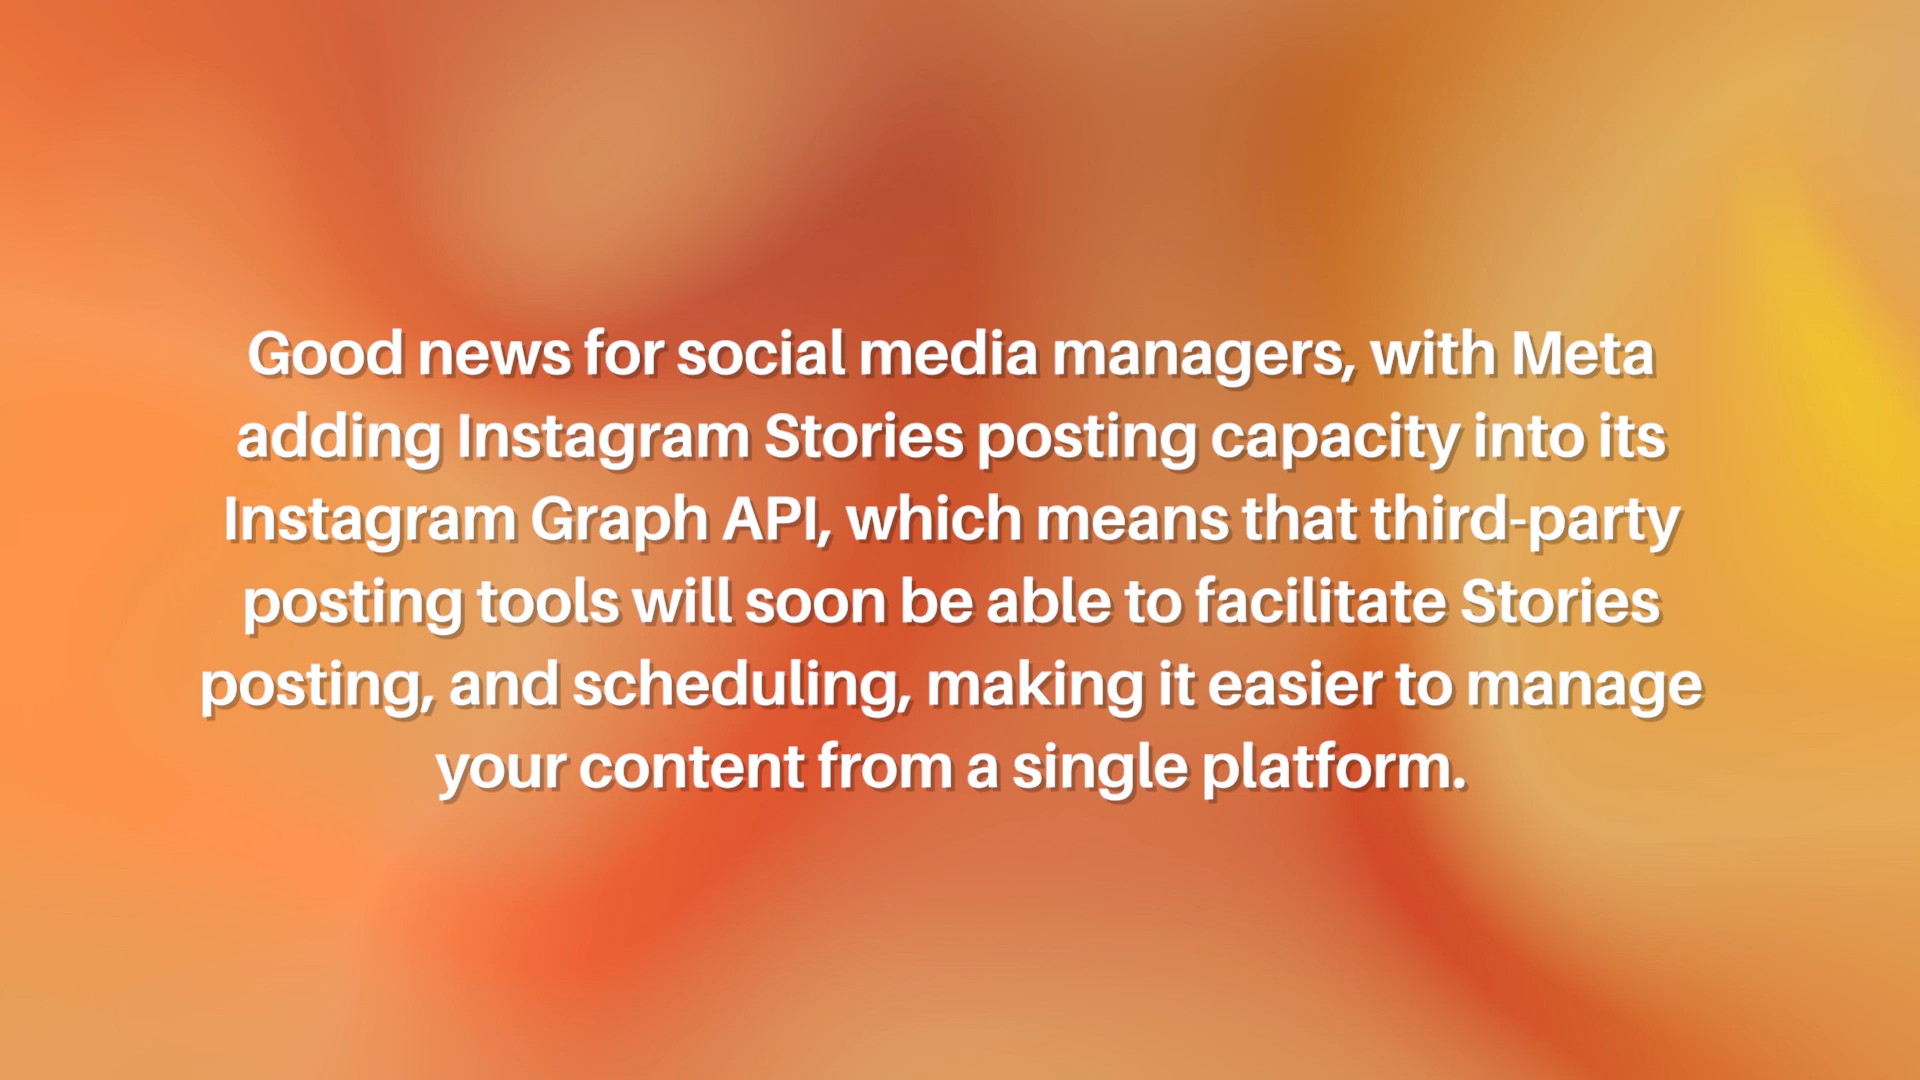 Good news for social media managers, with Meta
adding Instagram Stories posting capacity into its
Instagram Graph API, which means that third-party
posting tools will soon be able to facilitate Stories
posting, and scheduling, making it easier to manage
your content from a single platform.